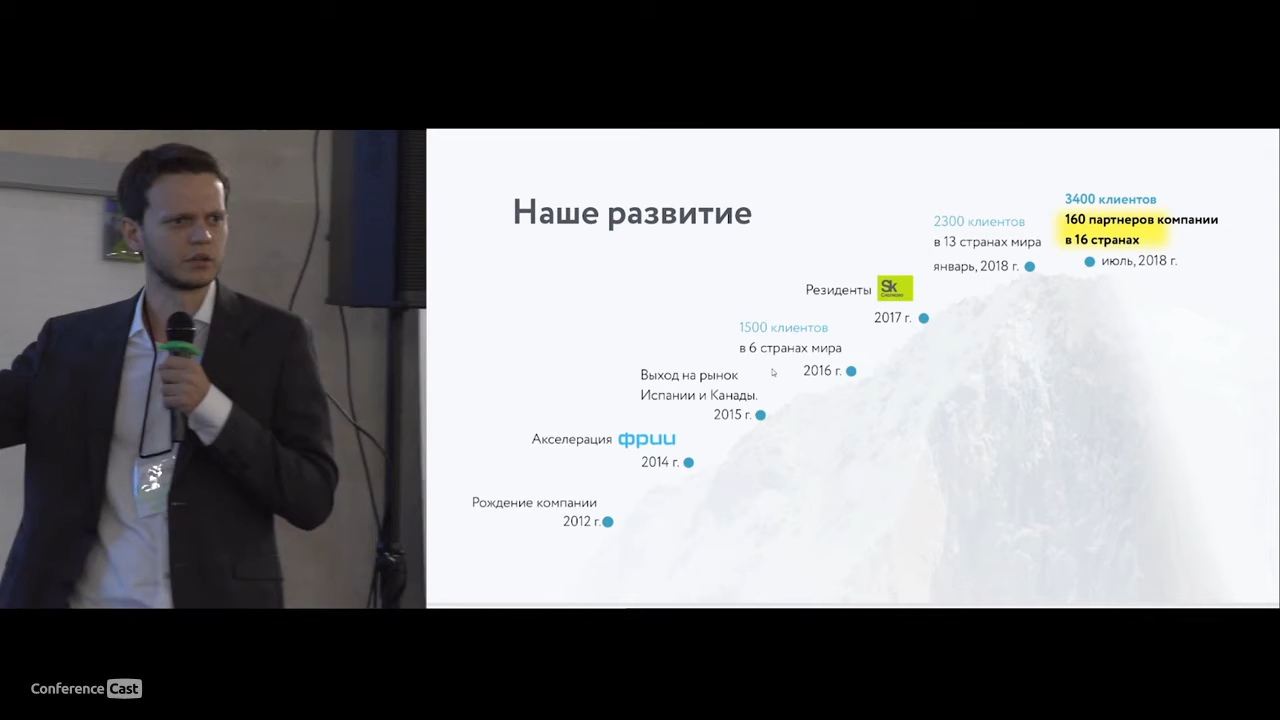 Наше развитие
3400 клиентов
160 партнеров компании
в 16 странах
июль, 2018 г.
2300 клиентов
в 13 странах мира
январь, 2018 г.
Резиденты Sk
Skolkovo
2017 г.
1500 клиентов
в 6 странах мира
2016 г.
Выход на рынок
Испании и Канады.
2015 г.
Акселерация фрии
2014 г.
Рождение компании
2012 г.
Conference Cast